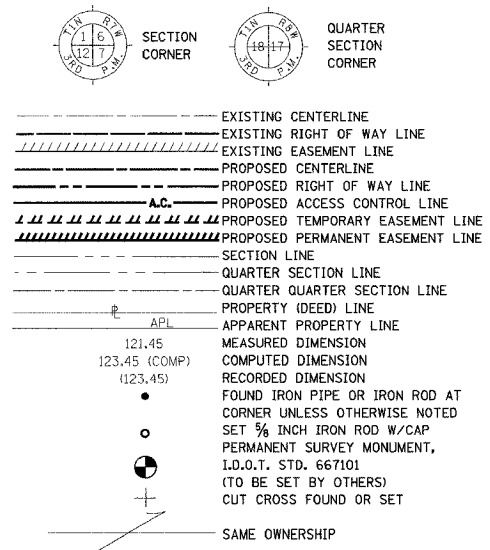 T1N R7W
1 6
12 7
3RD P.M.
SECTION
CORNER
T1N R8W
18 17
3RD P.M.
QUARTER
SECTION
CORNER
EXISTING CENTERLINE
EXISTING RIGHT OF WAY LINE
EXISTING EASEMENT LINE
PROPOSED CENTERLINE
PROPOSED RIGHT OF WAY LINE
A.C. PROPOSED ACCESS CONTROL LINE
PROPOSED TEMPORARY EASEMENT LINE
PROPOSED PERMANENT EASEMENT LINE
SECTION LINE
QUARTER SECTION LINE
QUARTER QUARTER SECTION LINE
℄ PROPERTY (DEED) LINE
APL APPARENT PROPERTY LINE
121.45 MEASURED DIMENSION
123.45 (COMP) COMPUTED DIMENSION
(123.45) RECORDED DIMENSION
FOUND IRON PIPE OR IRON ROD AT
CORNER UNLESS OTHERWISE NOTED
SET 5/8 INCH IRON ROD W/CAP
PERMANENT SURVEY MONUMENT,
I.D.O.T. STD. 667101
(TO BE SET BY OTHERS)
CUT CROSS FOUND OR SET
SAME OWNERSHIP